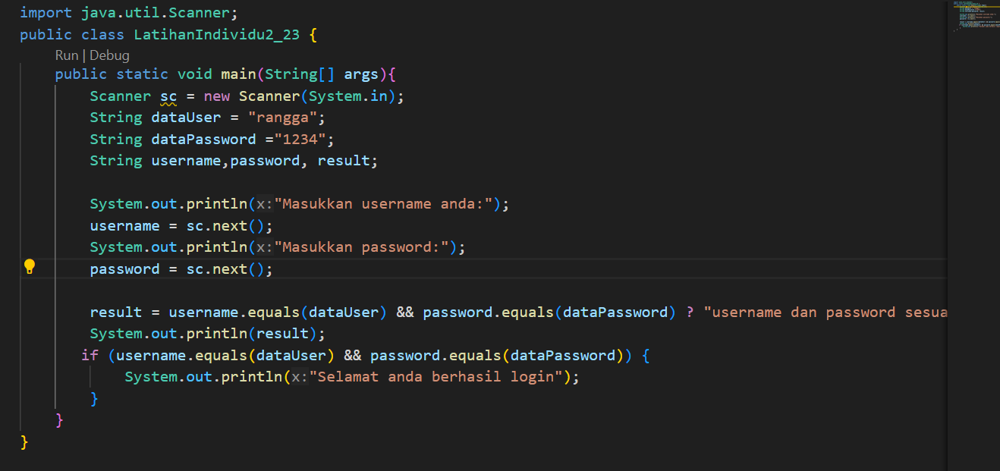 import java.util.Scanner;
public class LatihanIndividu2_23 {
Run | Debug
public static void main(String[] args){
Scanner sc = new Scanner(System.in);
String dataUser = "rangga";
String dataPassword ="1234";
String username,password, result;
System.out.println(x:"Masukkan username anda:");
username = sc.next();
System.out.println(x:"Masukkan password:");
password = sc.next();
result = username.equals(dataUser) && password.equals(dataPassword) ? "username dan password sesua
System.out.println(result);
if (username.equals(dataUser) && password.equals(dataPassword)) {
System.out.println(x:"Selamat anda berhasil login");
}
}
}